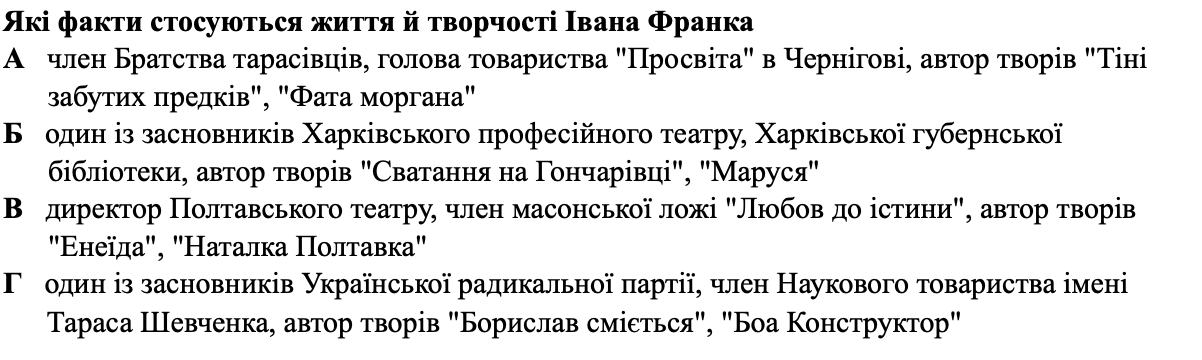 Які факти стосуються життя й творчості Івана Франка
А член Братства тарасівців, голова товариства "Просвіта" в Чернігові, автор творів "Тіні
забутих предків", "Фата моргана"
Б один із засновників Харківського професійного театру, Харківської губернської
бібліотеки, автор творів "Сватання на Гончарівці", "Маруся"
В директор Полтавського театру, член масонської ложі "Любов до істини", автор творів
"Енеїда", "Наталка Полтавка"
Г один із засновників Української радикальної партії, член Наукового товариства імені
Тараса Шевченка, автор творів "Борислав сміється", "Боа Конструктор"